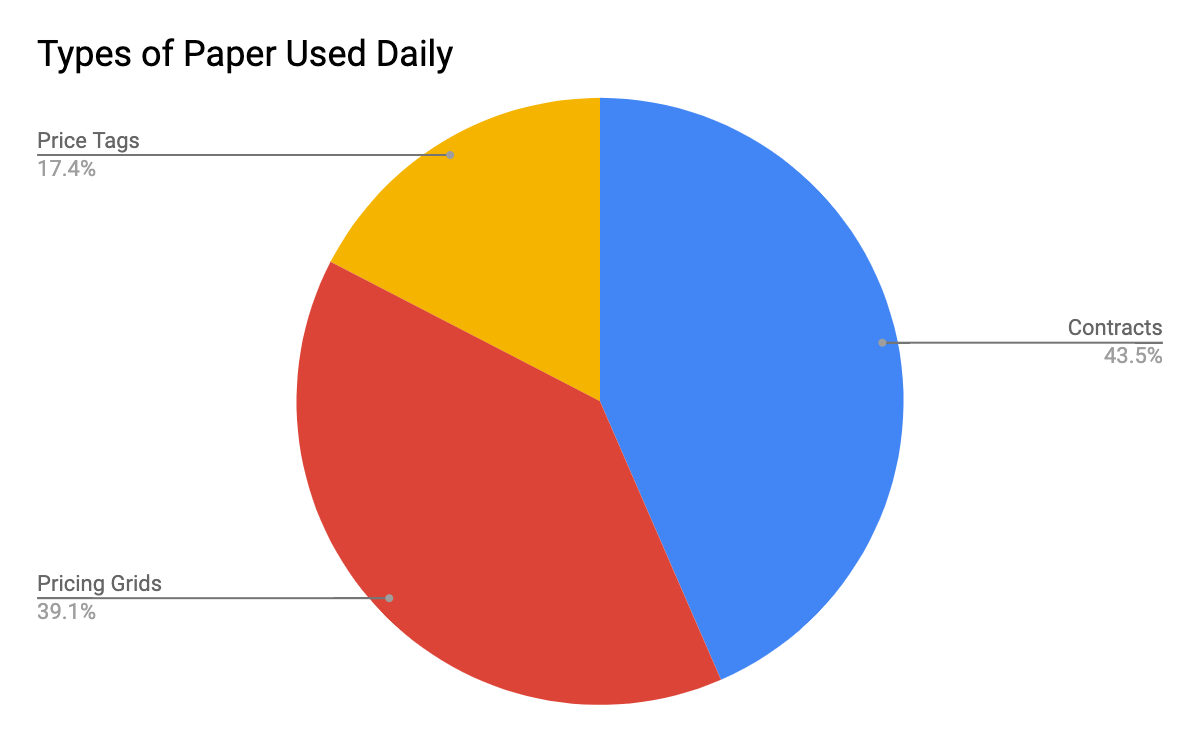 Types of Paper Used Daily
Price Tags
17.4%
Contracts
43.5%
Pricing Grids
39.1%